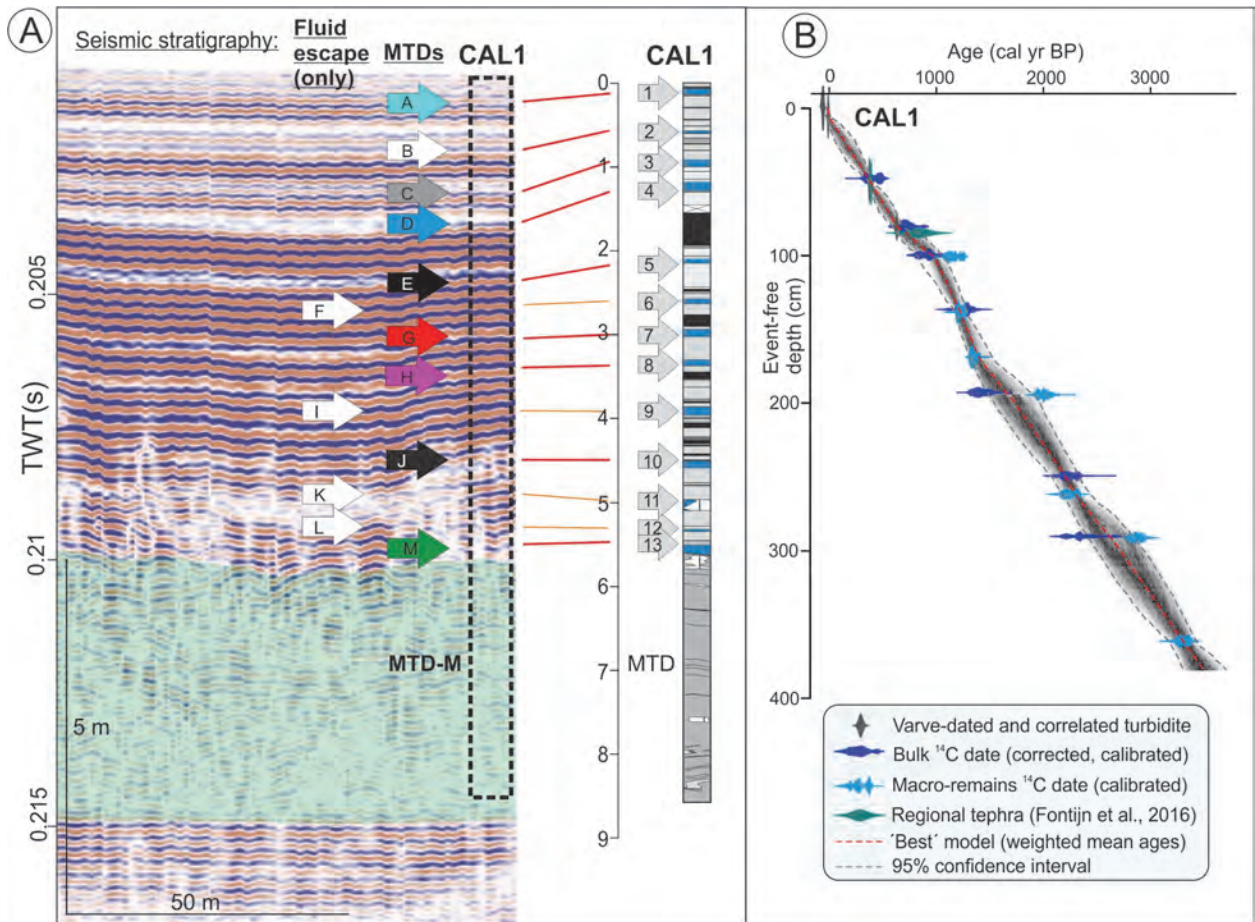 A
Seismic stratigraphy:
Fluid
escape
(only)
MTDs
CAL1
A
B
C
D
E
F
G
H
I
J
K
L
M
MTD-M
TWT(s)
0.205
0.21
0.215
5 m
50 m
CAL1
0
1
2
3
4
5
6
7
8
9
1
2
3
4
5
6
7
8
9
10
11
12
13
MTD
B
Age (cal yr BP)
0
1000
2000
3000
CAL1
Event-free
depth (cm)
0
100
200
300
400
Varve-dated and correlated turbidite
Bulk ¹⁴C date (corrected, calibrated)
Macro-remains ¹⁴C date (calibrated)
Regional tephra (Fontijn et al., 2016)
´Best´ model (weighted mean ages)
95% confidence interval